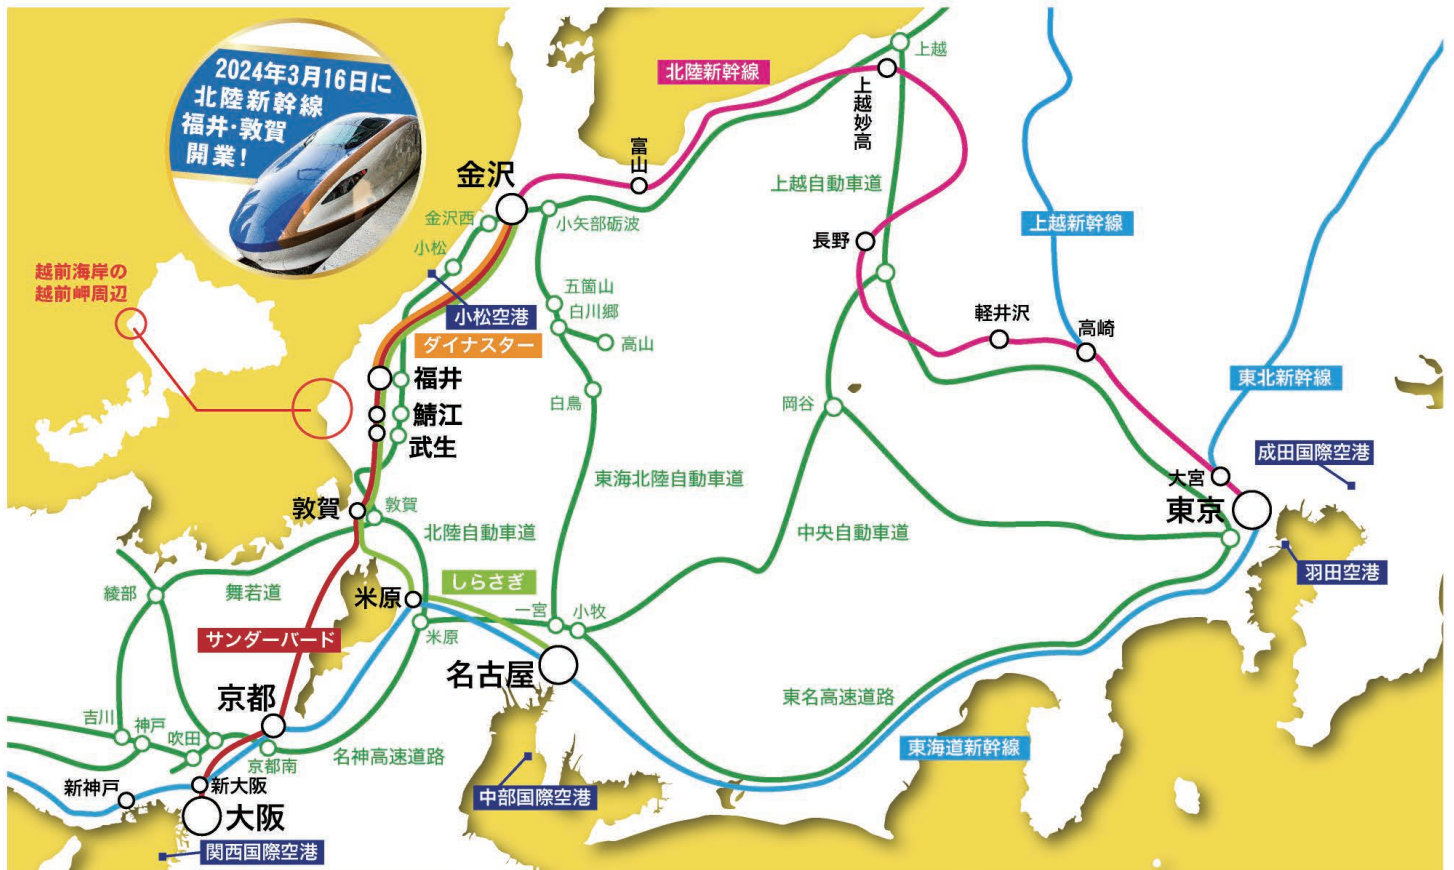 2024年3月16日に
北陸新幹線
福井・敦賀
開業！
上越
北陸新幹線
上越妙高
富山
金沢
上越自動車道
金沢西
小矢部砺波
上越新幹線
長野
小松
越前海岸の
越前岬周辺
五箇山
白川郷
小松空港
軽井沢
高崎
高山
ダイナスター
福井
東北新幹線
白鳥
岡谷
鯖江
武生
成田国際空港
東海北陸自動車道
大宮
敦賀
敦賀
東京
北陸自動車道
中央自動車道
羽田空港
しらさぎ
綾部
舞若道
米原
一宮
小牧
米原
サンダーバード
名古屋
京都
東名高速道路
吉川
神戸
吹田
東海道新幹線
京都南
名神高速道路
新神戸
新大阪
中部国際空港
大阪
関西国際空港